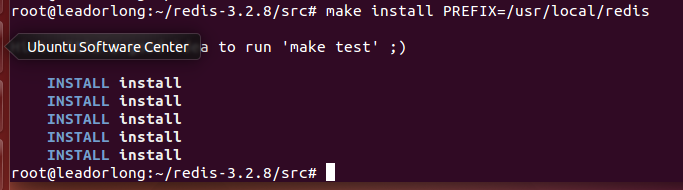 root@leadorlong:~/redis-3.2.8/src# make install PREFIX=/usr/local/redis
Ubuntu Software Center
a to run 'make test' ;)
INSTALL install
INSTALL install
INSTALL install
INSTALL install
INSTALL install
root@leadorlong:~/redis-3.2.8/src#